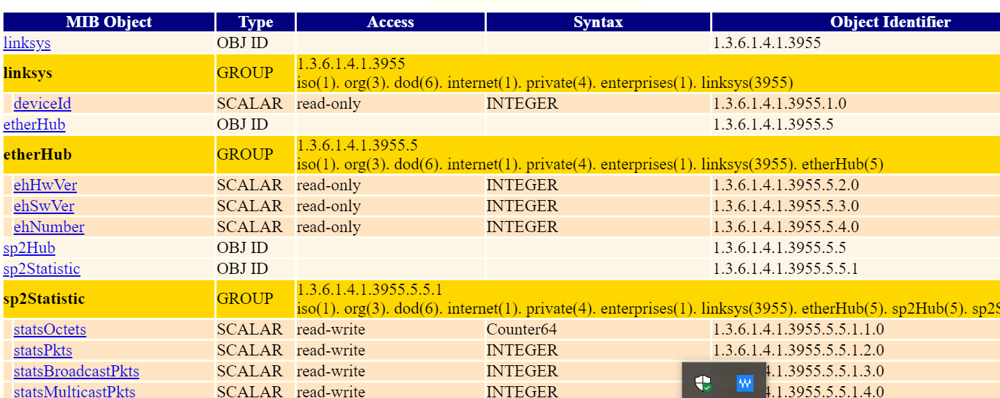 MIB Object Type Access Syntax Object Identifier
linksys OBJ ID 1.3.6.1.4.1.3955
linksys GROUP 1.3.6.1.4.1.3955
iso(1). org(3). dod(6). internet(1). private(4). enterprises(1). linksys(3955)
deviceId SCALAR read-only INTEGER 1.3.6.1.4.1.3955.1.0
etherHub OBJ ID 1.3.6.1.4.1.3955.5
etherHub GROUP 1.3.6.1.4.1.3955.5
iso(1). org(3). dod(6). internet(1). private(4). enterprises(1). linksys(3955). etherHub(5)
ehHwVer SCALAR read-only INTEGER 1.3.6.1.4.1.3955.5.2.0
ehSwVer SCALAR read-only INTEGER 1.3.6.1.4.1.3955.5.3.0
ehNumber SCALAR read-only INTEGER 1.3.6.1.4.1.3955.5.4.0
sp2Hub OBJ ID 1.3.6.1.4.1.3955.5.5
sp2Statistic OBJ ID 1.3.6.1.4.1.3955.5.5.1
sp2Statistic GROUP 1.3.6.1.4.1.3955.5.5.1
iso(1). org(3). dod(6). internet(1). private(4). enterprises(1). linksys(3955). etherHub(5). sp2Hub(5).
statsOctets SCALAR read-write Counter64 1.3.6.1.4.1.3955.5.5.1.1.0
statsPkts SCALAR read-write INTEGER 1.3.6.1.4.1.3955.5.5.1.2.0
statsBroadcastPkts SCALAR read-write INTEGER 4.1.3955.5.5.1.3.0
statsMulticastPkts SCALAR read-write INTEGER 4.1.3955.5.5.1.4.0